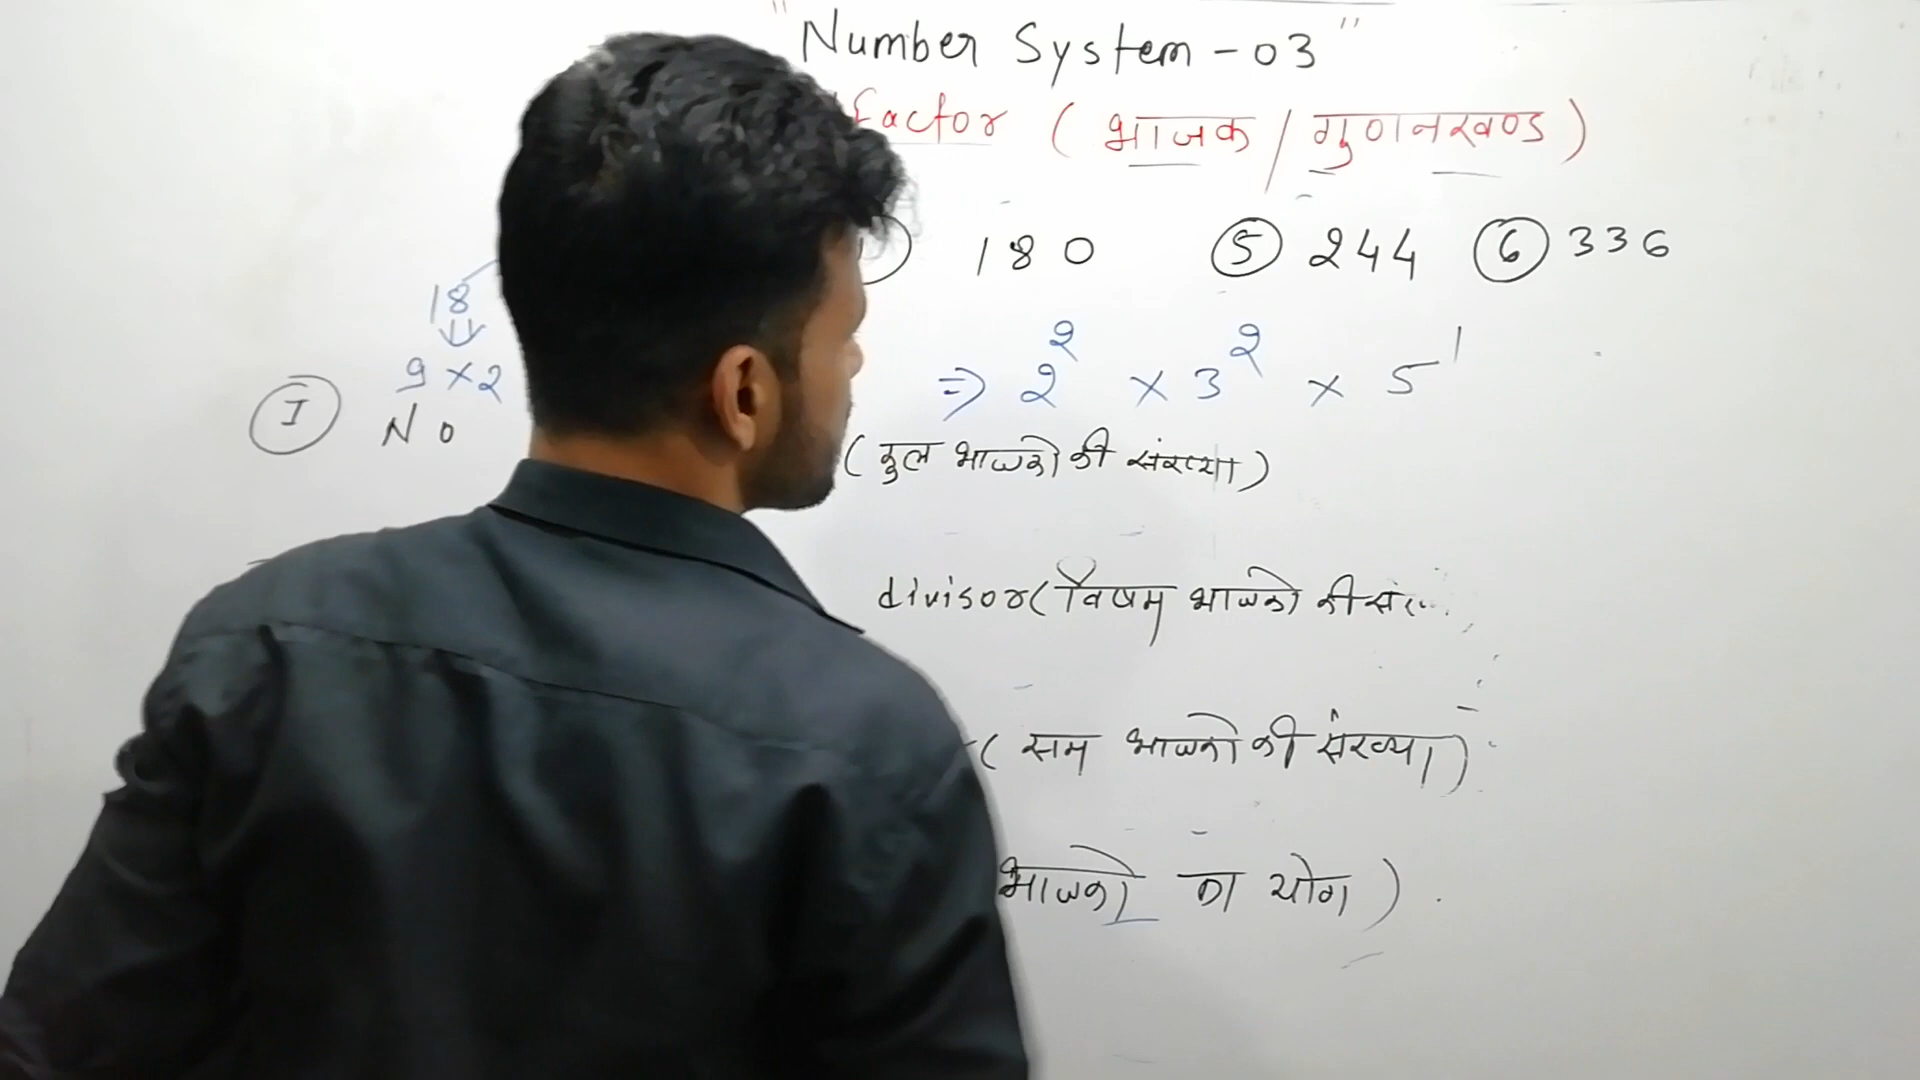 "Number System - 03"
Factor ( भाजक / गुणनखण्ड )
180 ⑤ 244 ⑥ 336
18
9 × 2
⇒ 2² × 3² × 5¹
Ⓘ No
(कुल भाजको की संख्या)
divisor (विषम भाजको की सं...
( सम भाजको की संख्या)
भाजको का योग ) .